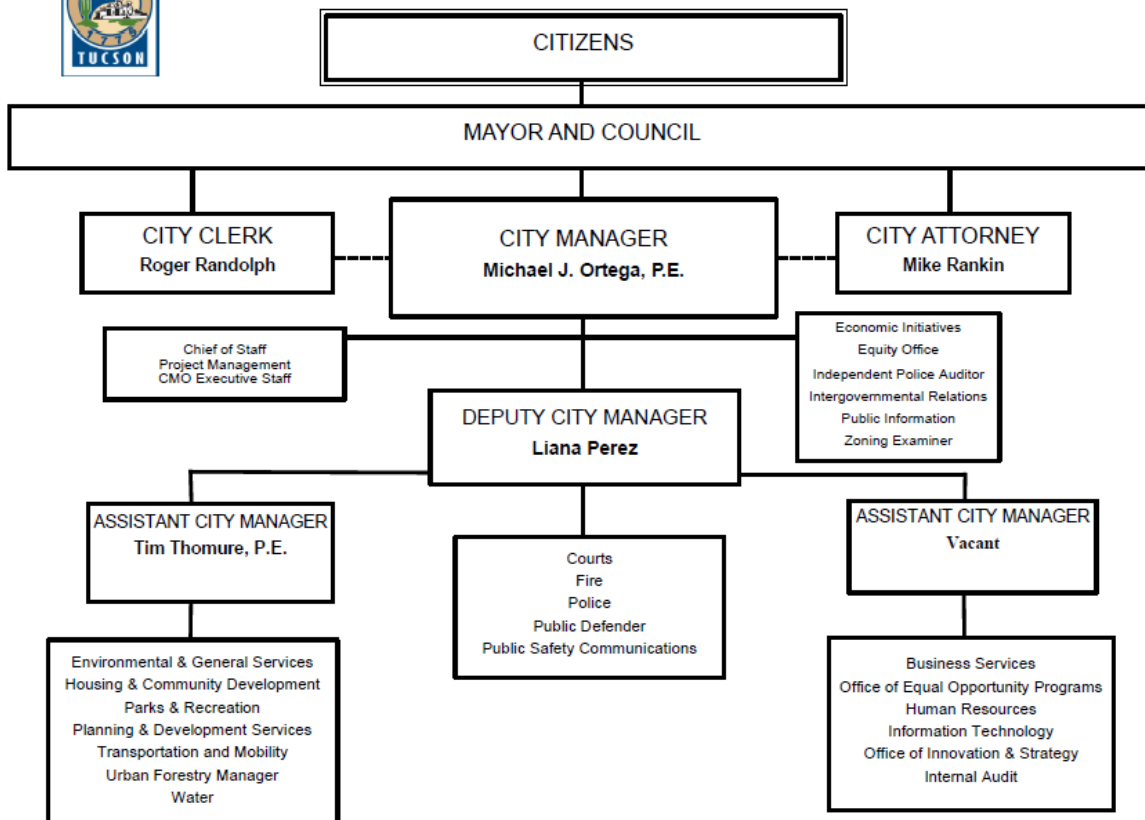 1775
TUCSON
CITIZENS
MAYOR AND COUNCIL
CITY CLERK
Roger Randolph
CITY MANAGER
Michael J. Ortega, P.E.
CITY ATTORNEY
Mike Rankin
Chief of Staff
Project Management
CMO Executive Staff
Economic Initiatives
Equity Office
Independent Police Auditor
Intergovernmental Relations
Public Information
Zoning Examiner
DEPUTY CITY MANAGER
Liana Perez
ASSISTANT CITY MANAGER
Tim Thomure, P.E.
Courts
Fire
Police
Public Defender
Public Safety Communications
ASSISTANT CITY MANAGER
Vacant
Environmental & General Services
Housing & Community Development
Parks & Recreation
Planning & Development Services
Transportation and Mobility
Urban Forestry Manager
Water
Business Services
Office of Equal Opportunity Programs
Human Resources
Information Technology
Office of Innovation & Strategy
Internal Audit